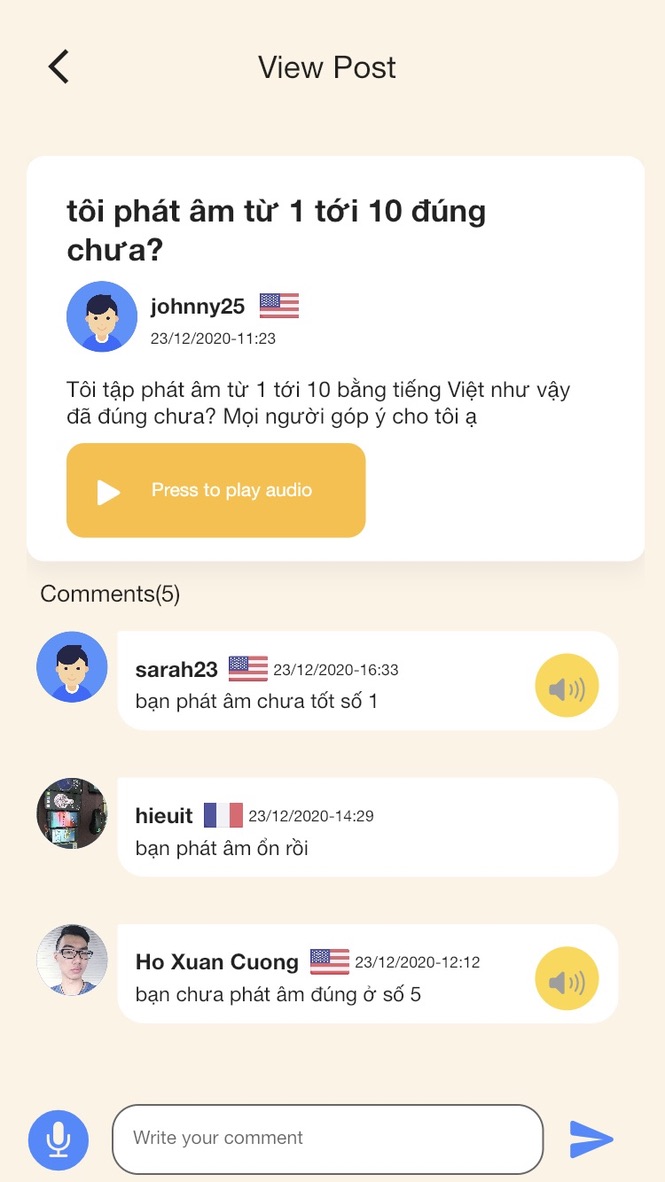 View Post
tôi phát âm từ 1 tới 10 đúng
chưa?
johnny25
23/12/2020-11:23
Tôi tập phát âm từ 1 tới 10 bằng tiếng Việt như vậy
đã đúng chưa? Mọi người góp ý cho tôi ạ
Press to play audio
Comments(5)
sarah23 23/12/2020-16:33
bạn phát âm chưa tốt số 1
hieuit 23/12/2020-14:29
bạn phát âm ổn rồi
Ho Xuan Cuong 23/12/2020-12:12
bạn chưa phát âm đúng ở số 5
Write your comment